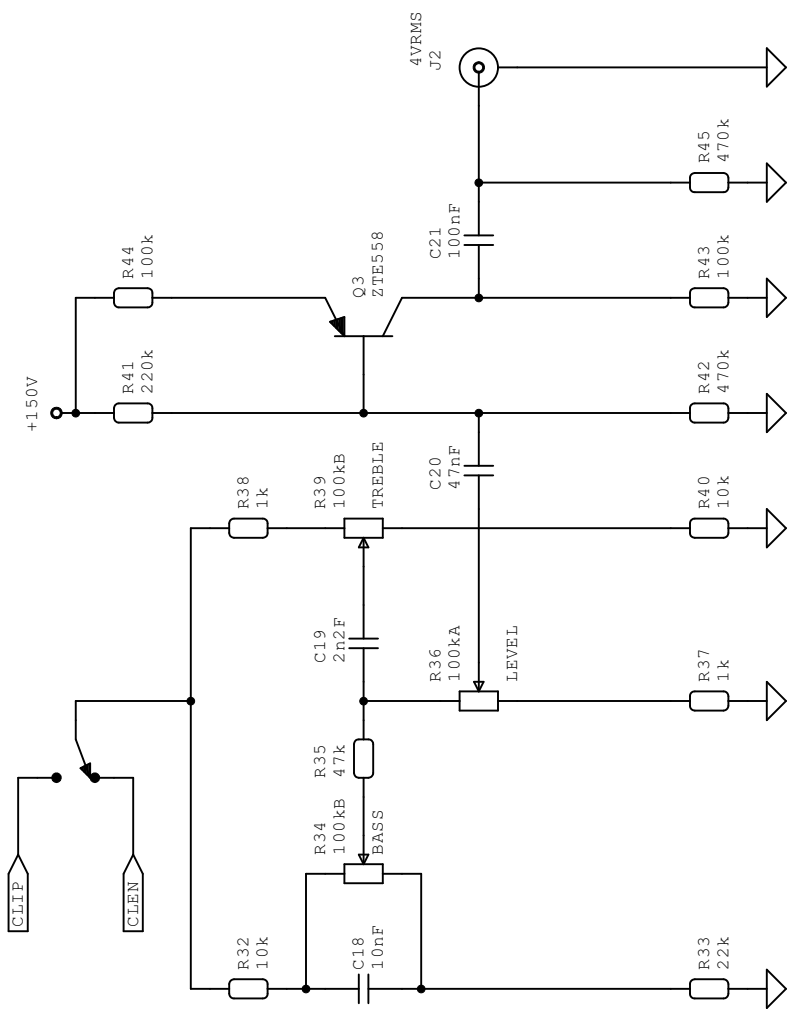 4VRMS
J2
R45
470k
C21
100nF
R44
100k
Q3
ZTE558
R43
100k
+150V
R41
220k
R42
470k
R38
1k
R39
100kB
TREBLE
C20
47nF
R40
10k
C19
2n2F
R36
100kA
LEVEL
R37
1k
R35
47k
R34
100kB
BASS
CLIP
CLEN
R32
10k
C18
10nF
R33
22k